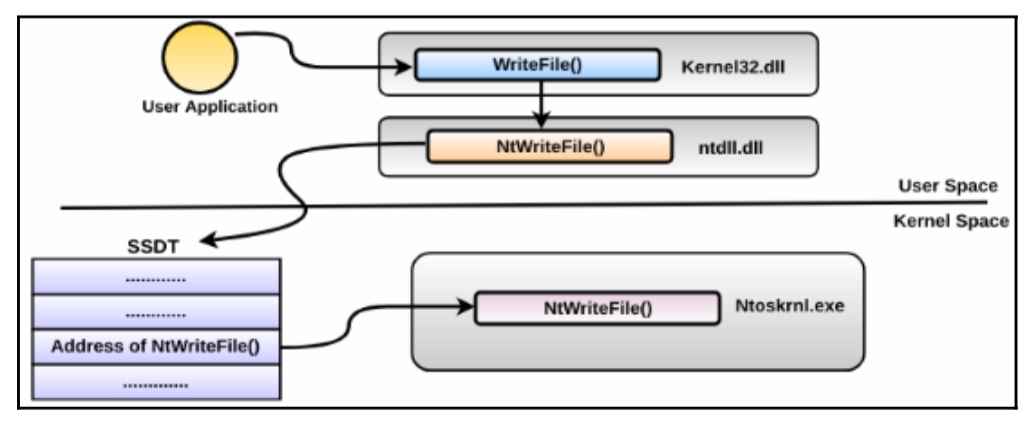 WriteFile()
Kernel32.dll
User Application
NtWriteFile()
ntdll.dll
User Space
Kernel Space
SSDT
............
............
NtWriteFile()
Ntoskrnl.exe
Address of NtWriteFile()
.............